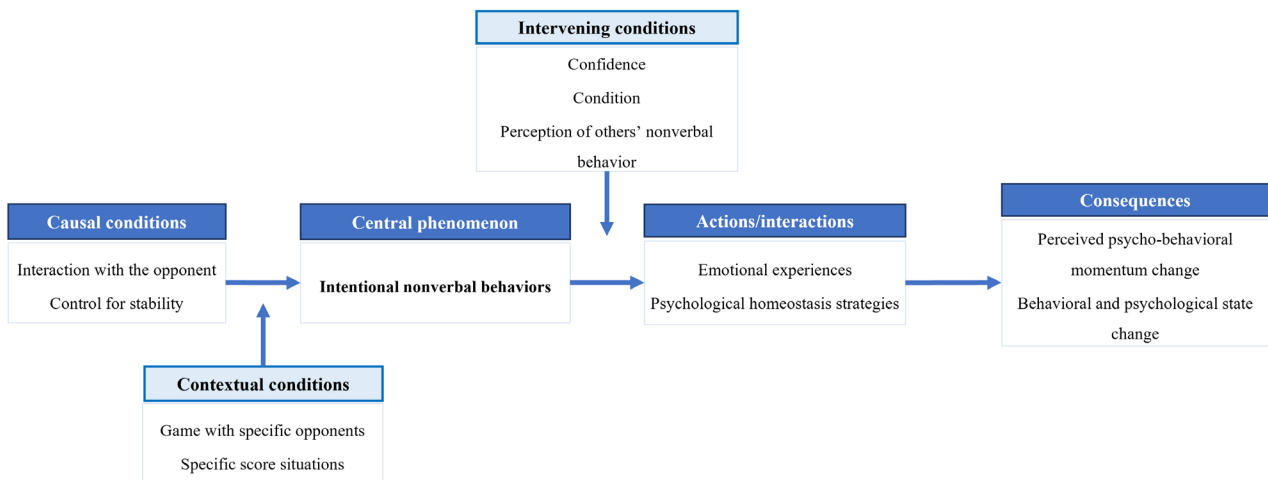 Intervening conditions
Confidence
Condition
Perception of others’ nonverbal
behavior
Causal conditions
Interaction with the opponent
Control for stability
Central phenomenon
Intentional nonverbal behaviors
Actions/interactions
Emotional experiences
Psychological homeostasis strategies
Consequences
Perceived psycho-behavioral
momentum change
Behavioral and psychological state
change
Contextual conditions
Game with specific opponents
Specific score situations